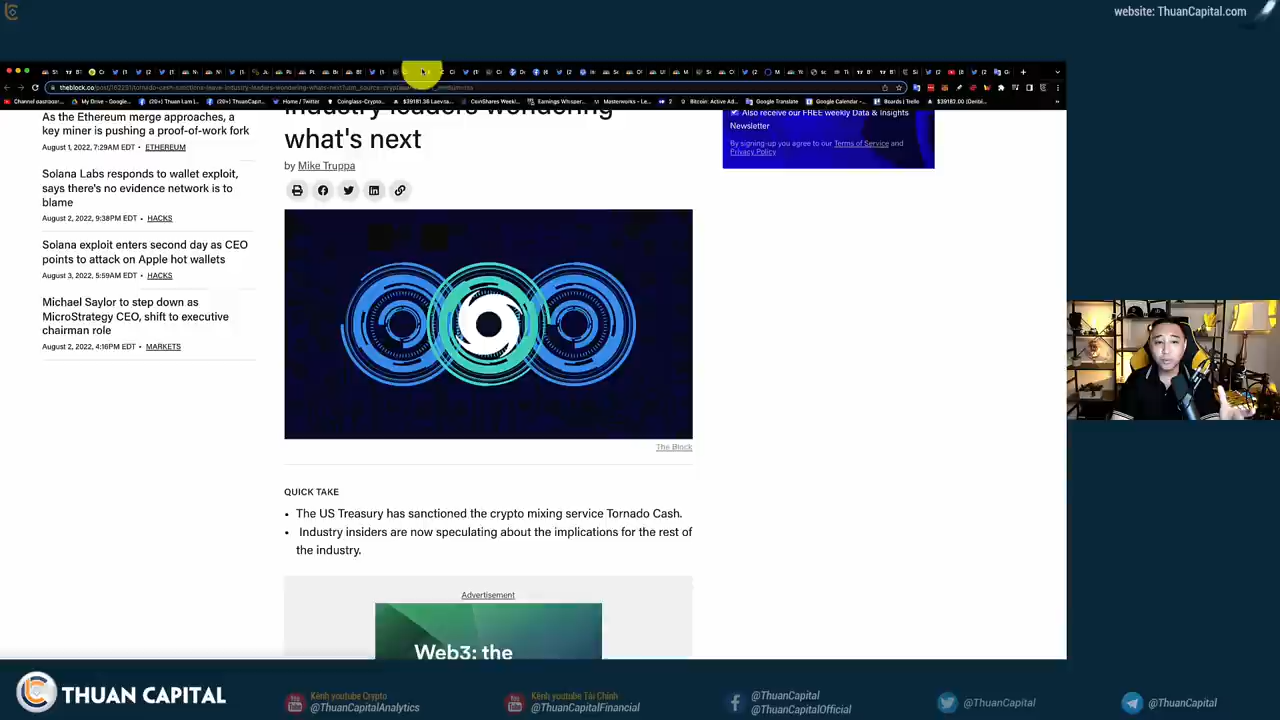 website: ThuanCapital.com
industry leaders wondering
what's next
by Mike Truppa
As the Ethereum merge approaches, a
key miner is pushing a proof-of-work fork
August 1, 2022, 7:29AM EDT • ETHEREUM
Solana Labs responds to wallet exploit,
says there's no evidence network is to
blame
August 2, 2022, 9:38PM EDT • HACKS
Solana exploit enters second day as CEO
points to attack on Apple hot wallets
August 3, 2022, 5:59AM EDT • HACKS
Michael Saylor to step down as
MicroStrategy CEO, shift to executive
chairman role
August 2, 2022, 4:16PM EDT • MARKETS
Also receive our FREE weekly Data & Insights
Newsletter
By signing-up you agree to our Terms of Service and
Privacy Policy
The Block
QUICK TAKE
• The US Treasury has sanctioned the crypto mixing service Tornado Cash.
• Industry insiders are now speculating about the implications for the rest of
the industry.
Advertisement
Web3: the
THUAN CAPITAL
Kênh youtube Crypto
@ThuanCapitalAnalytics
Kênh youtube Tài Chính
@ThuanCapitalFinancial
@ThuanCapital
@ThuanCapitalOfficial
@ThuanCapital
@ThuanCapital